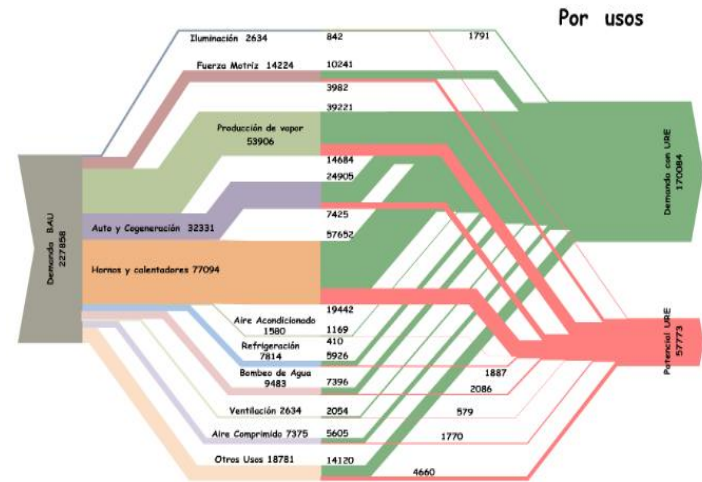 Por usos
Iluminación 2634
842
1791
Fuerza Motriz 14224
10241
3982
39221
Producción de vapor
53906
14684
24905
Auto y Cogeneración 32331
7425
57652
Hornos y calentadores 77094
19442
Aire Acondicionado
1580
1169
410
Refrigeración
7814
5926
1887
Bombeo de Agua
9483
7396
2086
Ventilación 2634
2054
579
Aire Comprimido 7375
5605
1770
Otros Usos 18781
14120
4660
Demanda BAU
227858
Demanda con URE
170084
Potencial URE
57773